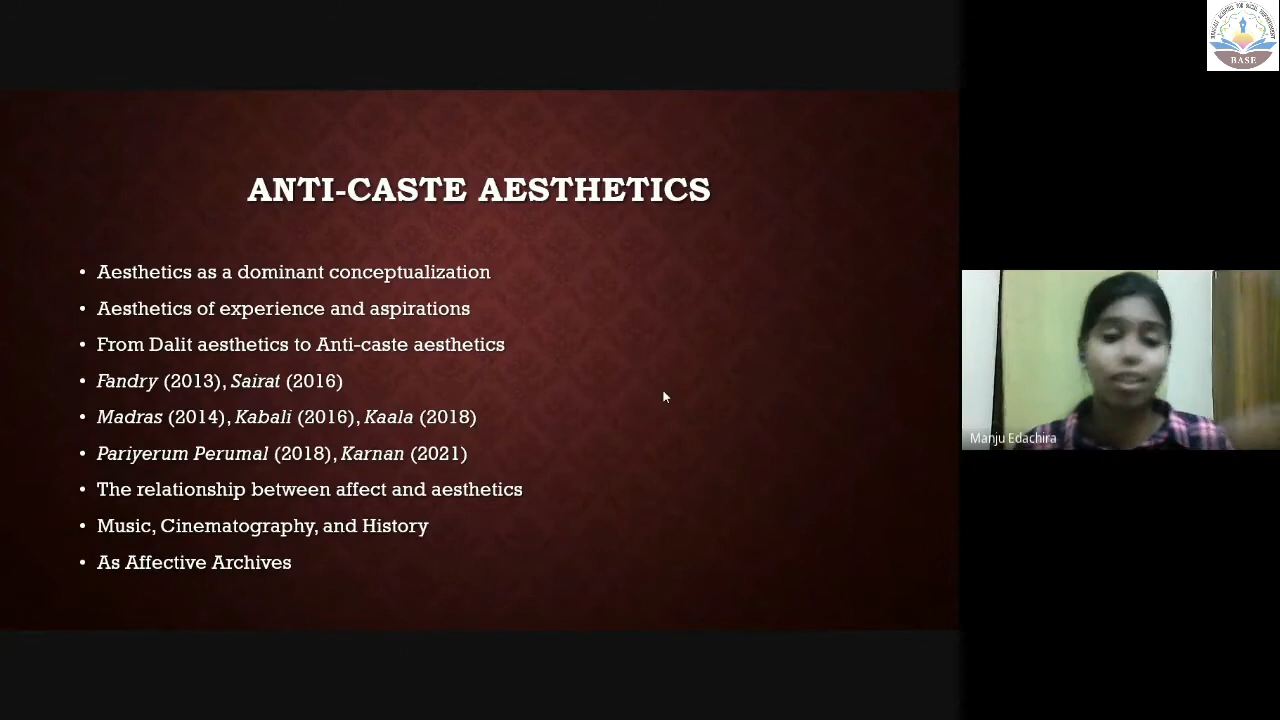 ANTI-CASTE AESTHETICS
• Aesthetics as a dominant conceptualization
• Aesthetics of experience and aspirations
• From Dalit aesthetics to Anti-caste aesthetics
• Fandry (2013), Sairat (2016)
• Madras (2014), Kabali (2016), Kaala (2018)
• Pariyerum Perumal (2018), Karnan (2021)
• The relationship between affect and aesthetics
• Music, Cinematography, and History
• As Affective Archives
Manju Edachira
BASE